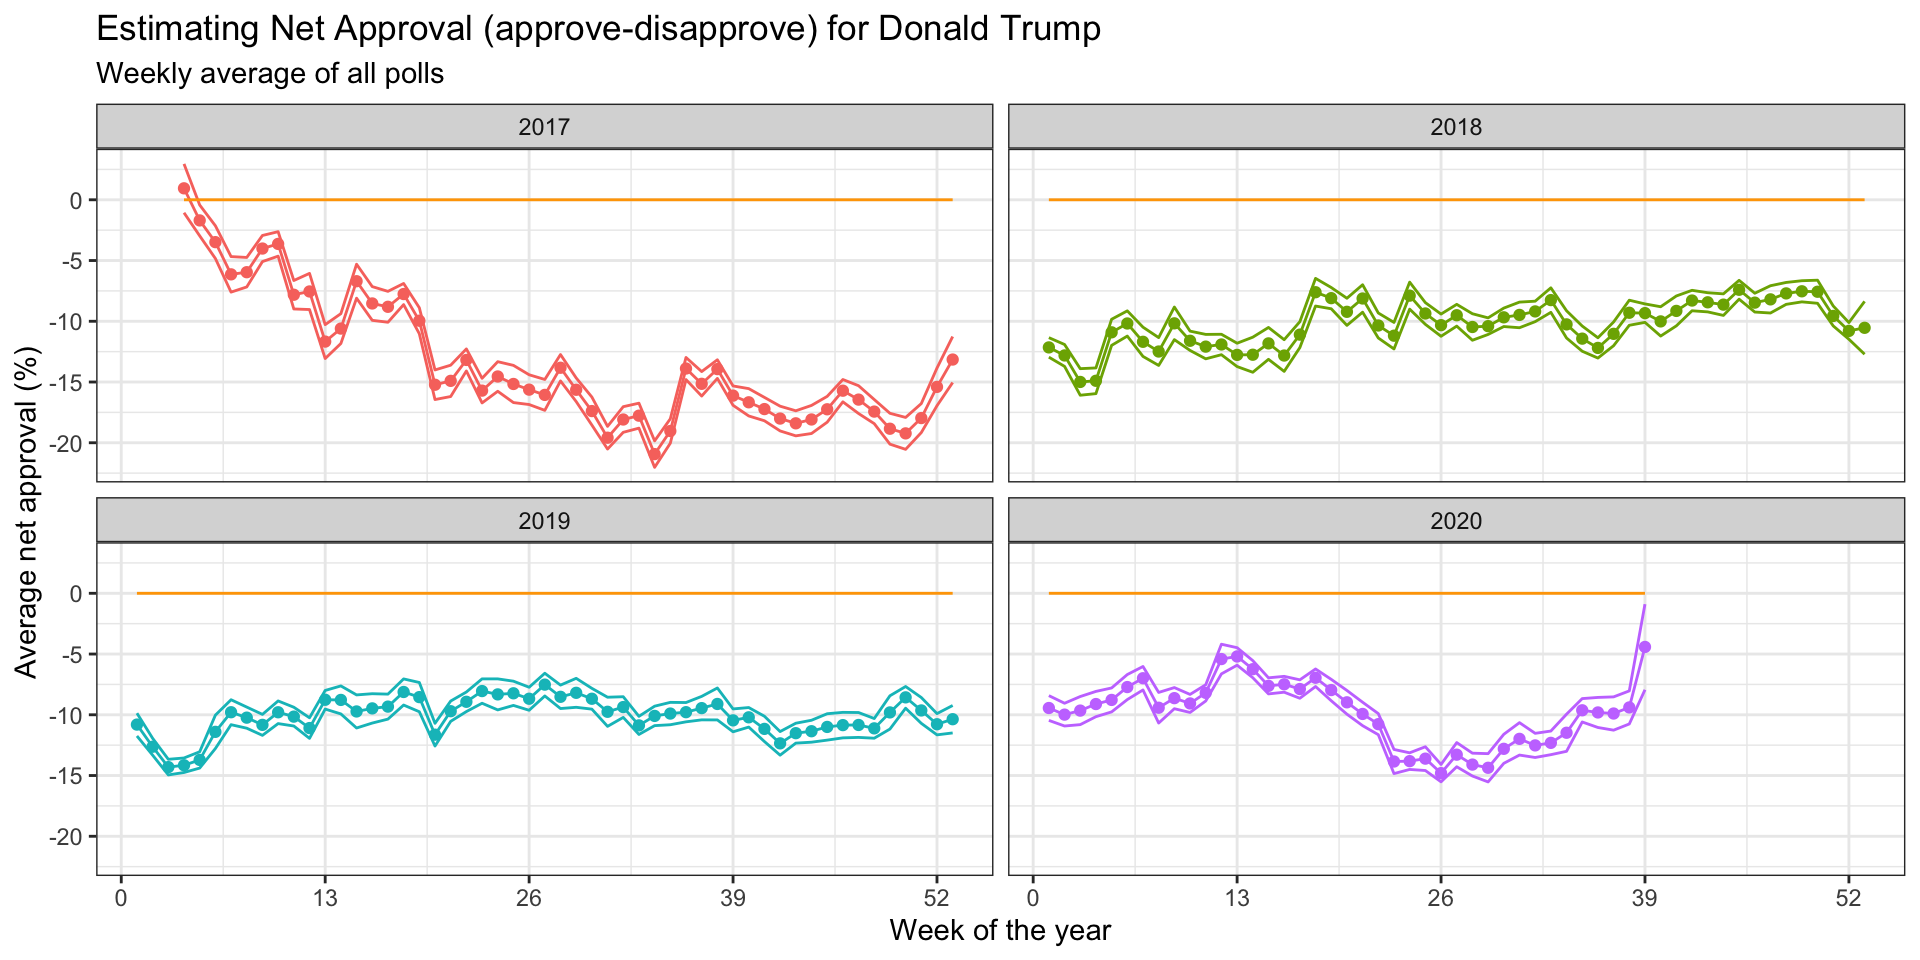 Estimating Net Approval (approve-disapprove) for Donald Trump
Weekly average of all polls
2017
2018
0
-5
-10
-15
-20
2019
2020
0
-5
-10
-15
-20
Average net approval (%)
0 13 26 39 52 0 13 26 39 52
Week of the year